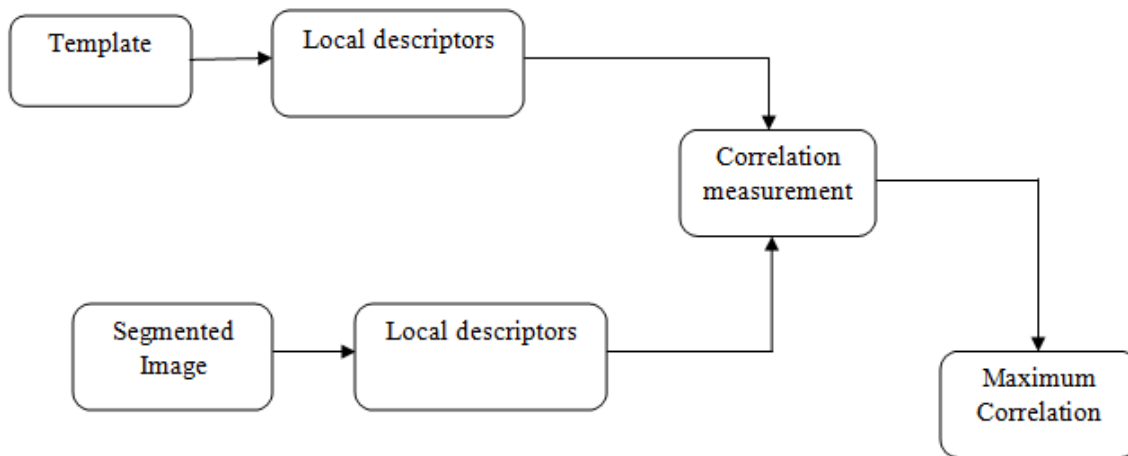 Template
Local descriptors
Correlation
measurement
Segmented
Image
Local descriptors
Maximum
Correlation